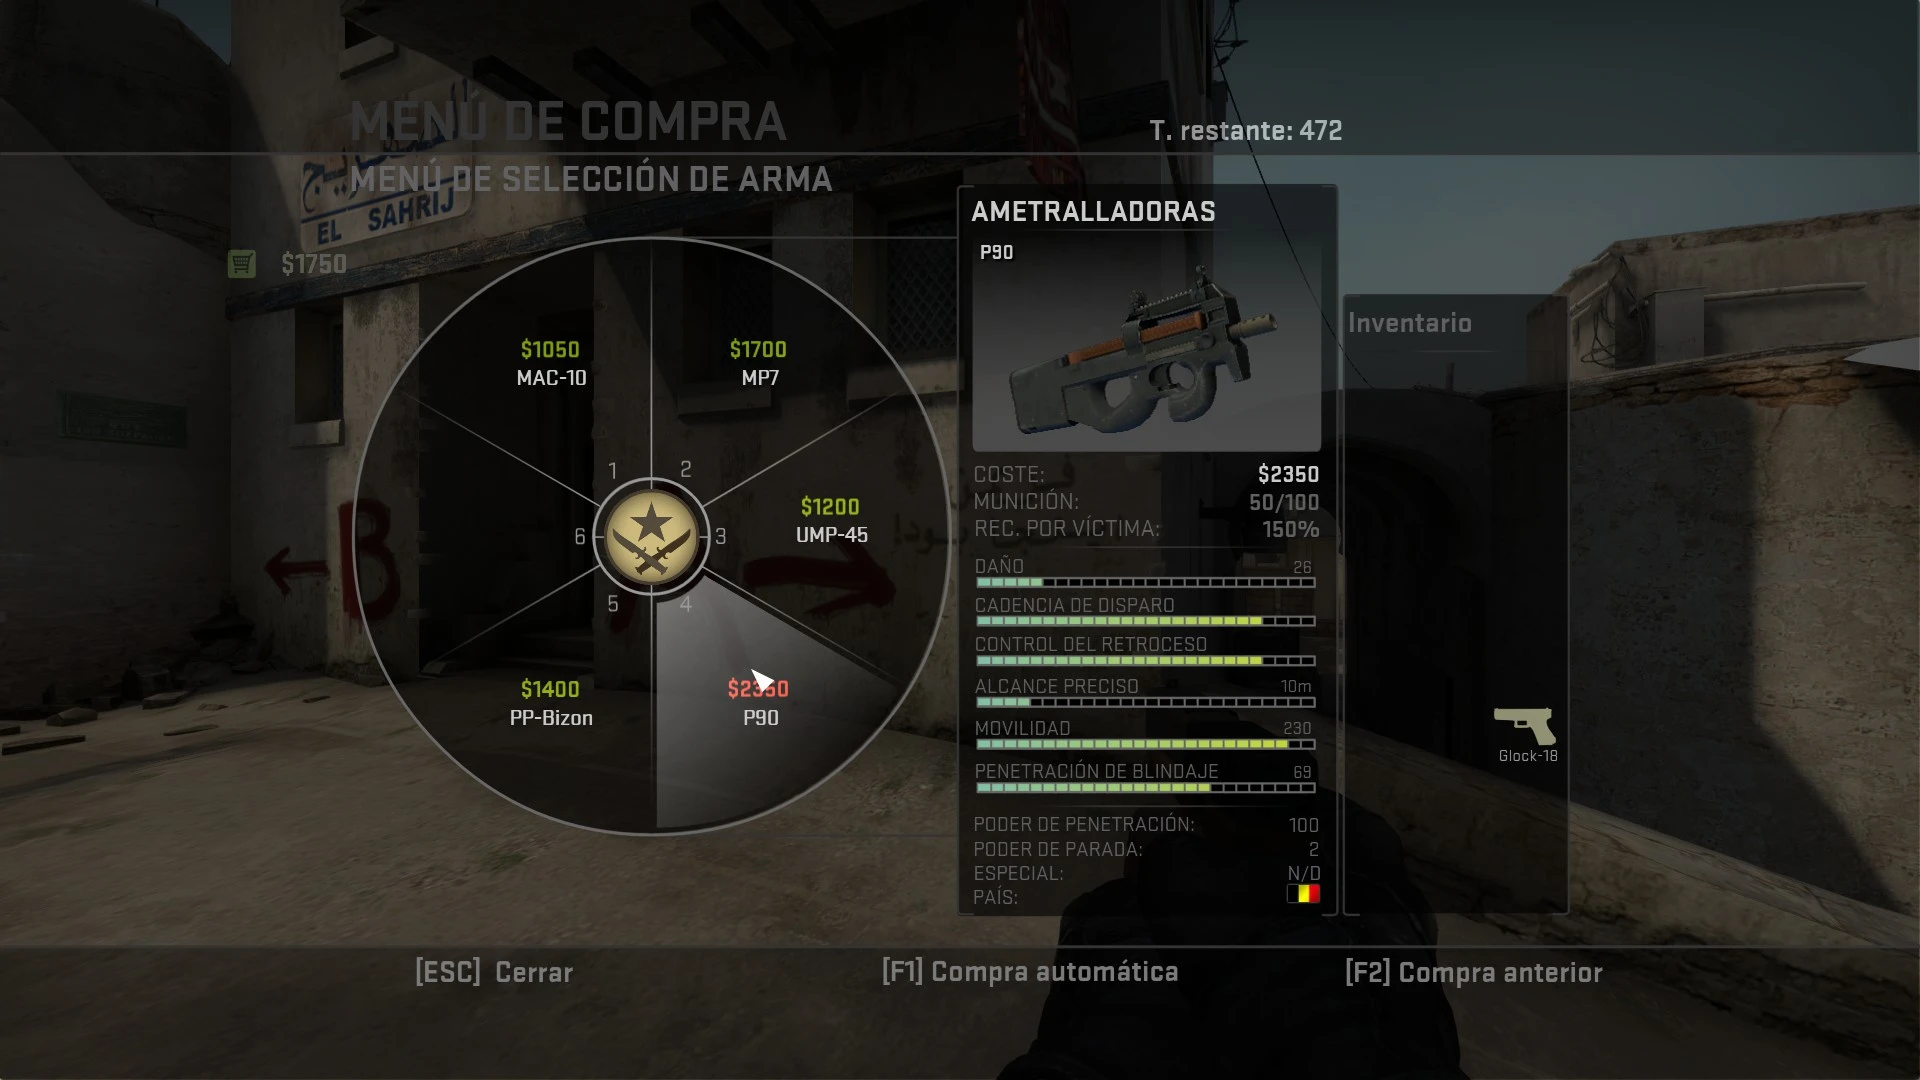 MENÚ DE COMPRA
T. restante: 472
MENÚ DE SELECCIÓN DE ARMA
EL SAHRIJ
$1750
AMETRALLADORAS
P90
Inventario
$1050
MAC-10
$1700
MP7
$1200
UMP-45
$2350
P90
$1400
PP-Bizon
1
2
3
4
5
6
B
COSTE: $2350
MUNICIÓN: 50/100
REC. POR VÍCTIMA: 150%
DAÑO 26
CADENCIA DE DISPARO
CONTROL DEL RETROCESO
ALCANCE PRECISO 10m
MOVILIDAD 230
PENETRACIÓN DE BLINDAJE 69
PODER DE PENETRACIÓN: 100
PODER DE PARADA: 2
ESPECIAL: N/D
PAÍS:
Glock-18
[ESC] Cerrar
[F1] Compra automática
[F2] Compra anterior